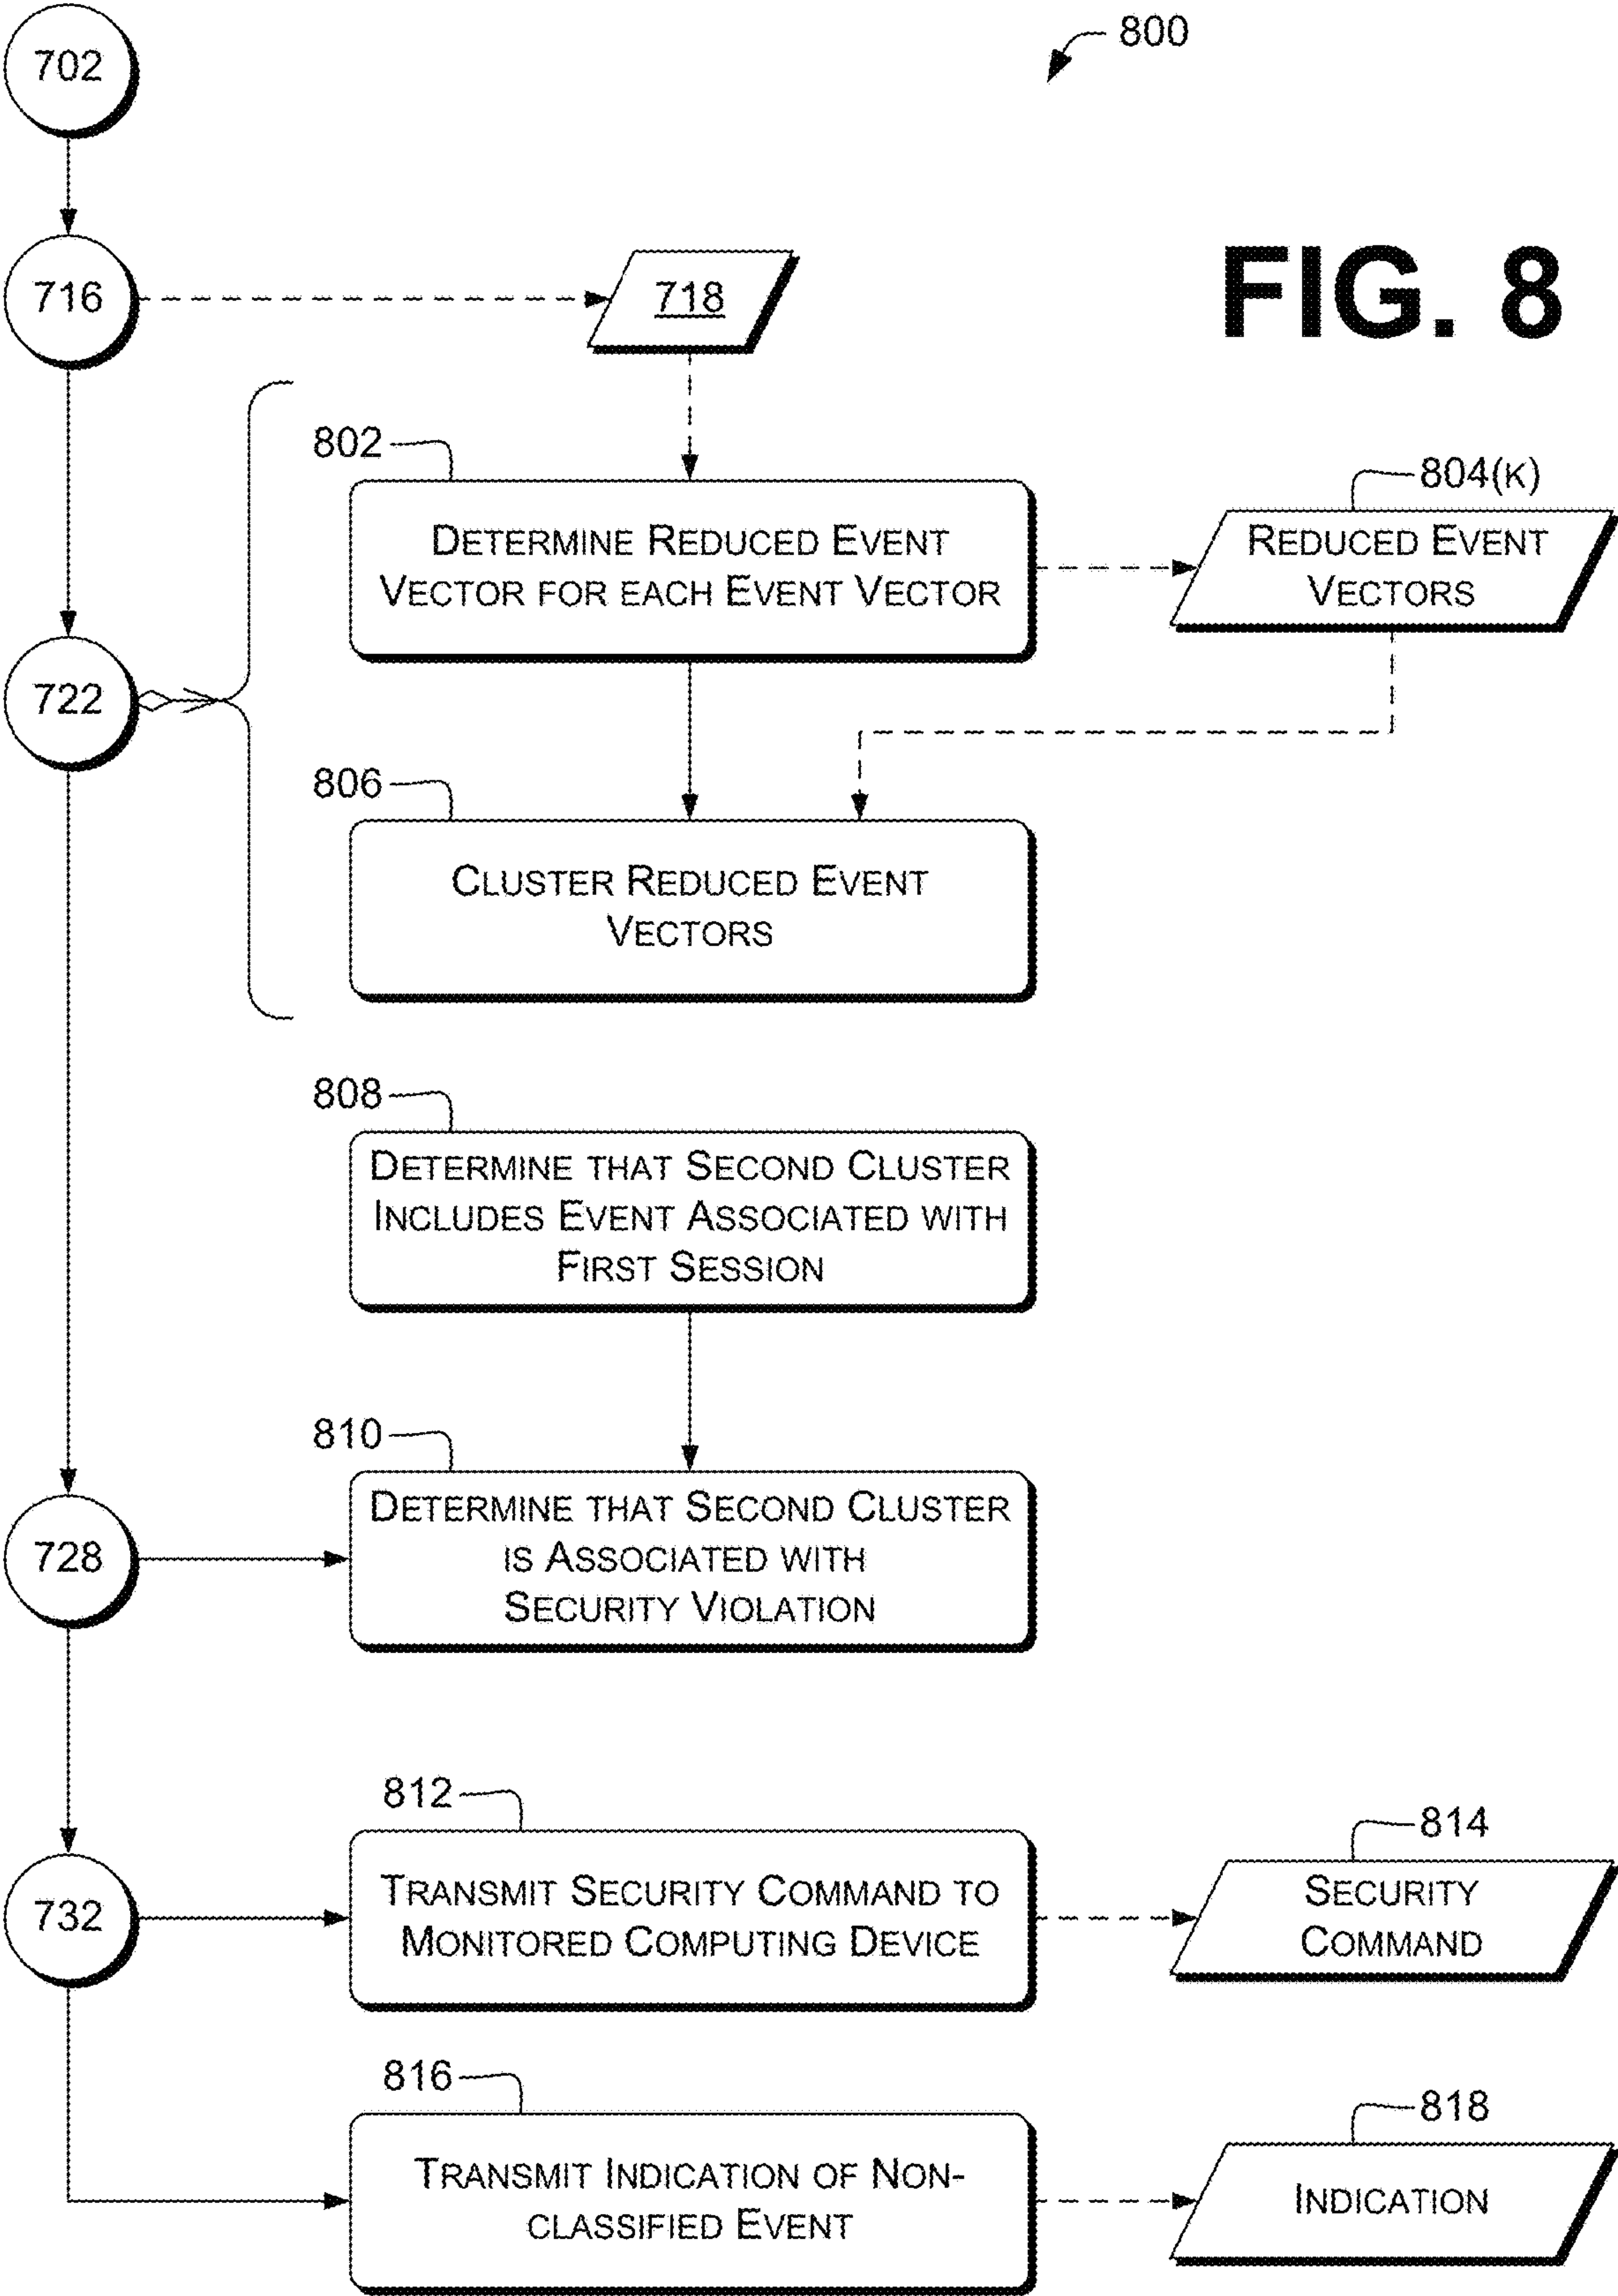 702
800
716
718
FIG. 8
802
804(K)
DETERMINE REDUCED EVENT
VECTOR FOR EACH EVENT VECTOR
REDUCED EVENT
VECTORS
722
806
CLUSTER REDUCED EVENT
VECTORS
808
DETERMINE THAT SECOND CLUSTER
INCLUDES EVENT ASSOCIATED WITH
FIRST SESSION
810
728
DETERMINE THAT SECOND CLUSTER
IS ASSOCIATED WITH
SECURITY VIOLATION
812
814
732
TRANSMIT SECURITY COMMAND TO
MONITORED COMPUTING DEVICE
SECURITY
COMMAND
816
818
TRANSMIT INDICATION OF NON-
CLASSIFIED EVENT
INDICATION